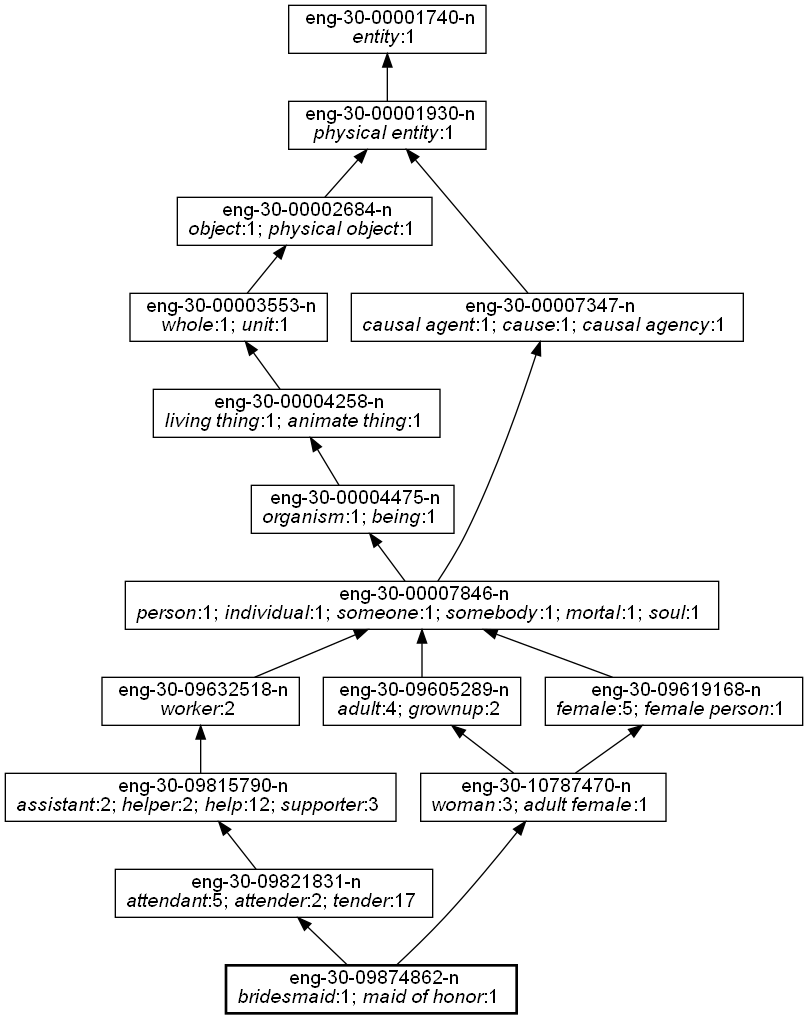 eng-30-00001740-n
entity:1
eng-30-00001930-n
physical entity:1
eng-30-00002684-n
object:1; physical object:1
eng-30-00003553-n
whole:1; unit:1
eng-30-00007347-n
causal agent:1; cause:1; causal agency:1
eng-30-00004258-n
living thing:1; animate thing:1
eng-30-00004475-n
organism:1; being:1
eng-30-00007846-n
person:1; individual:1; someone:1; somebody:1; mortal:1; soul:1
eng-30-09632518-n
worker:2
eng-30-09605289-n
adult:4; grownup:2
eng-30-09619168-n
female:5; female person:1
eng-30-09815790-n
assistant:2; helper:2; help:12; supporter:3
eng-30-10787470-n
woman:3; adult female:1
eng-30-09821831-n
attendant:5; attender:2; tender:17
eng-30-09874862-n
bridesmaid:1; maid of honor:1